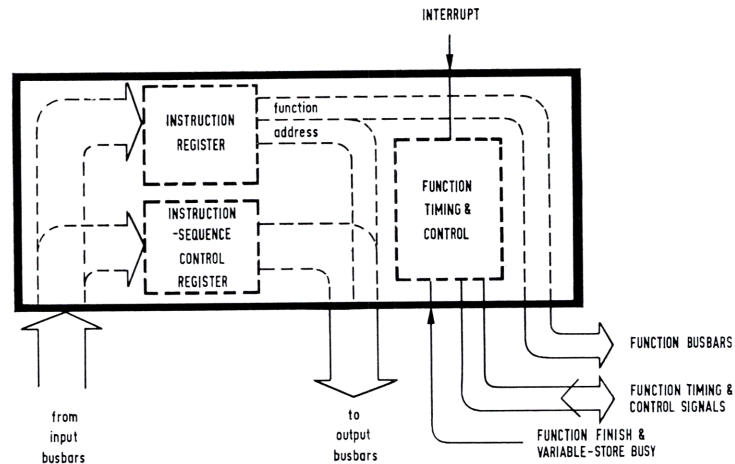 INTERRUPT
INSTRUCTION
REGISTER
function
address
FUNCTION
TIMING &
CONTROL
INSTRUCTION
-SEQUENCE
CONTROL
REGISTER
FUNCTION BUSBARS
FUNCTION TIMING &
CONTROL SIGNALS
FUNCTION FINISH &
VARIABLE-STORE BUSY
from
input
busbars
to
output
busbars